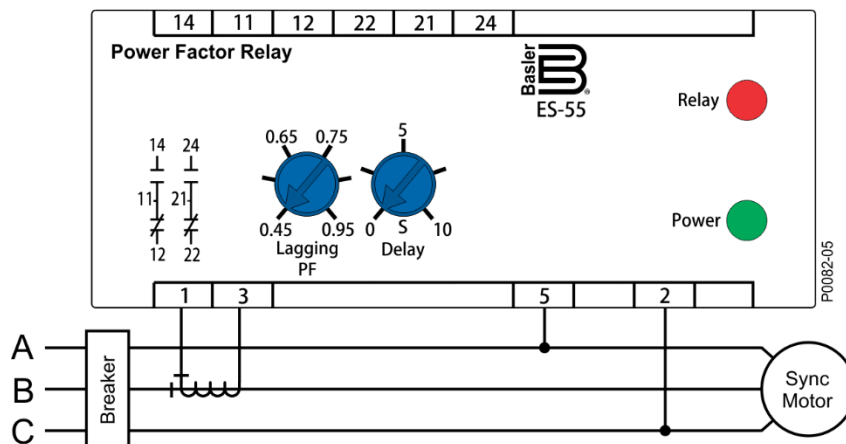 14 11 12 22 21 24
Power Factor Relay
Basler
®
ES-55
Relay
0.65 0.75
5
14 24
11 21
0.45 0.95
0 S 10
12 22
Lagging
PF
Delay
Power
P0082-05
1 3 5 2
A
B
C
Breaker
Sync
Motor